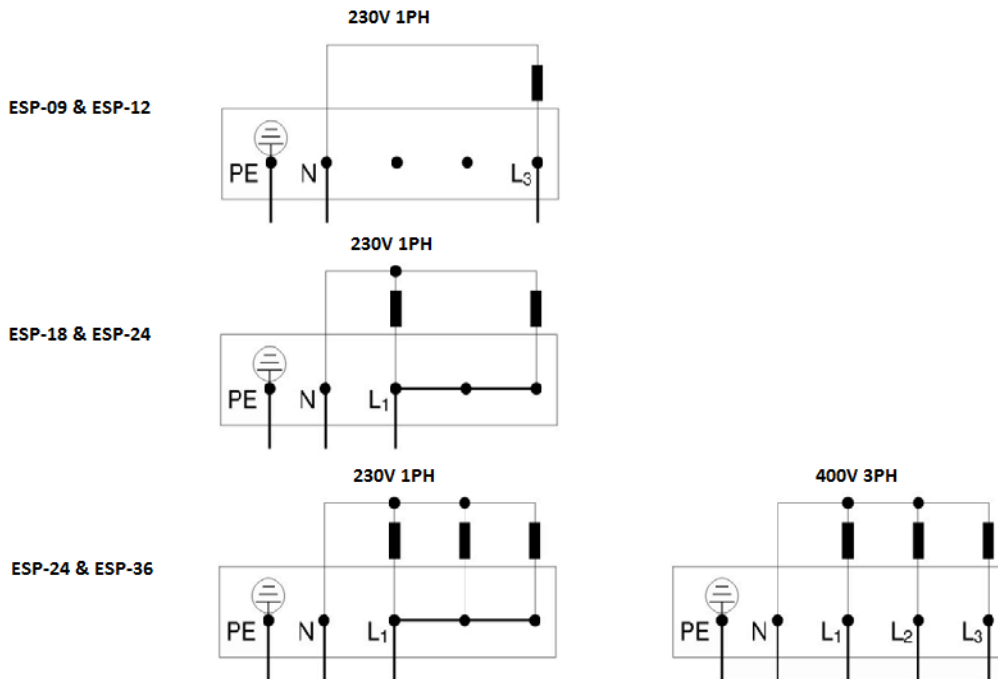 230V 1PH
ESP-09 & ESP-12
PE N L3
230V 1PH
ESP-18 & ESP-24
PE N L1
230V 1PH 400V 3PH
ESP-24 & ESP-36
PE N L1 PE N L1 L2 L3